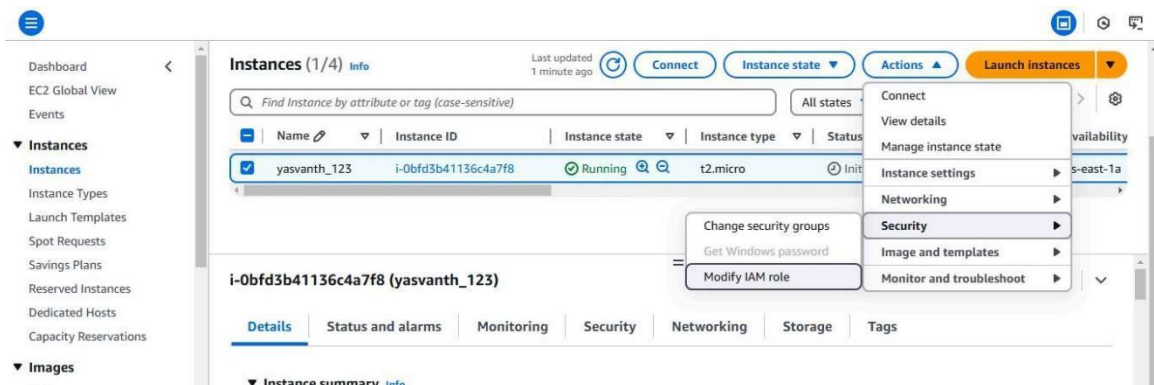 Dashboard
EC2 Global View
Events
Instances
Instances
Instance Types
Launch Templates
Spot Requests
Savings Plans
Reserved Instances
Dedicated Hosts
Capacity Reservations
Images
Instances (1/4) Info
Last updated
1 minute ago
Connect
Instance state
Actions
Launch instances
Find Instance by attribute or tag (case-sensitive)
All states
Name
Instance ID
Instance state
Instance type
Status
vailability
yasvanth_123
i-0bfd3b41136c4a7f8
Running
t2.micro
Init
s-east-1a
Connect
View details
Manage instance state
Instance settings
Networking
Security
Image and templates
Monitor and troubleshoot
Change security groups
Get Windows password
Modify IAM role
i-0bfd3b41136c4a7f8 (yasvanth_123)
Details
Status and alarms
Monitoring
Security
Networking
Storage
Tags
Instance summary Info